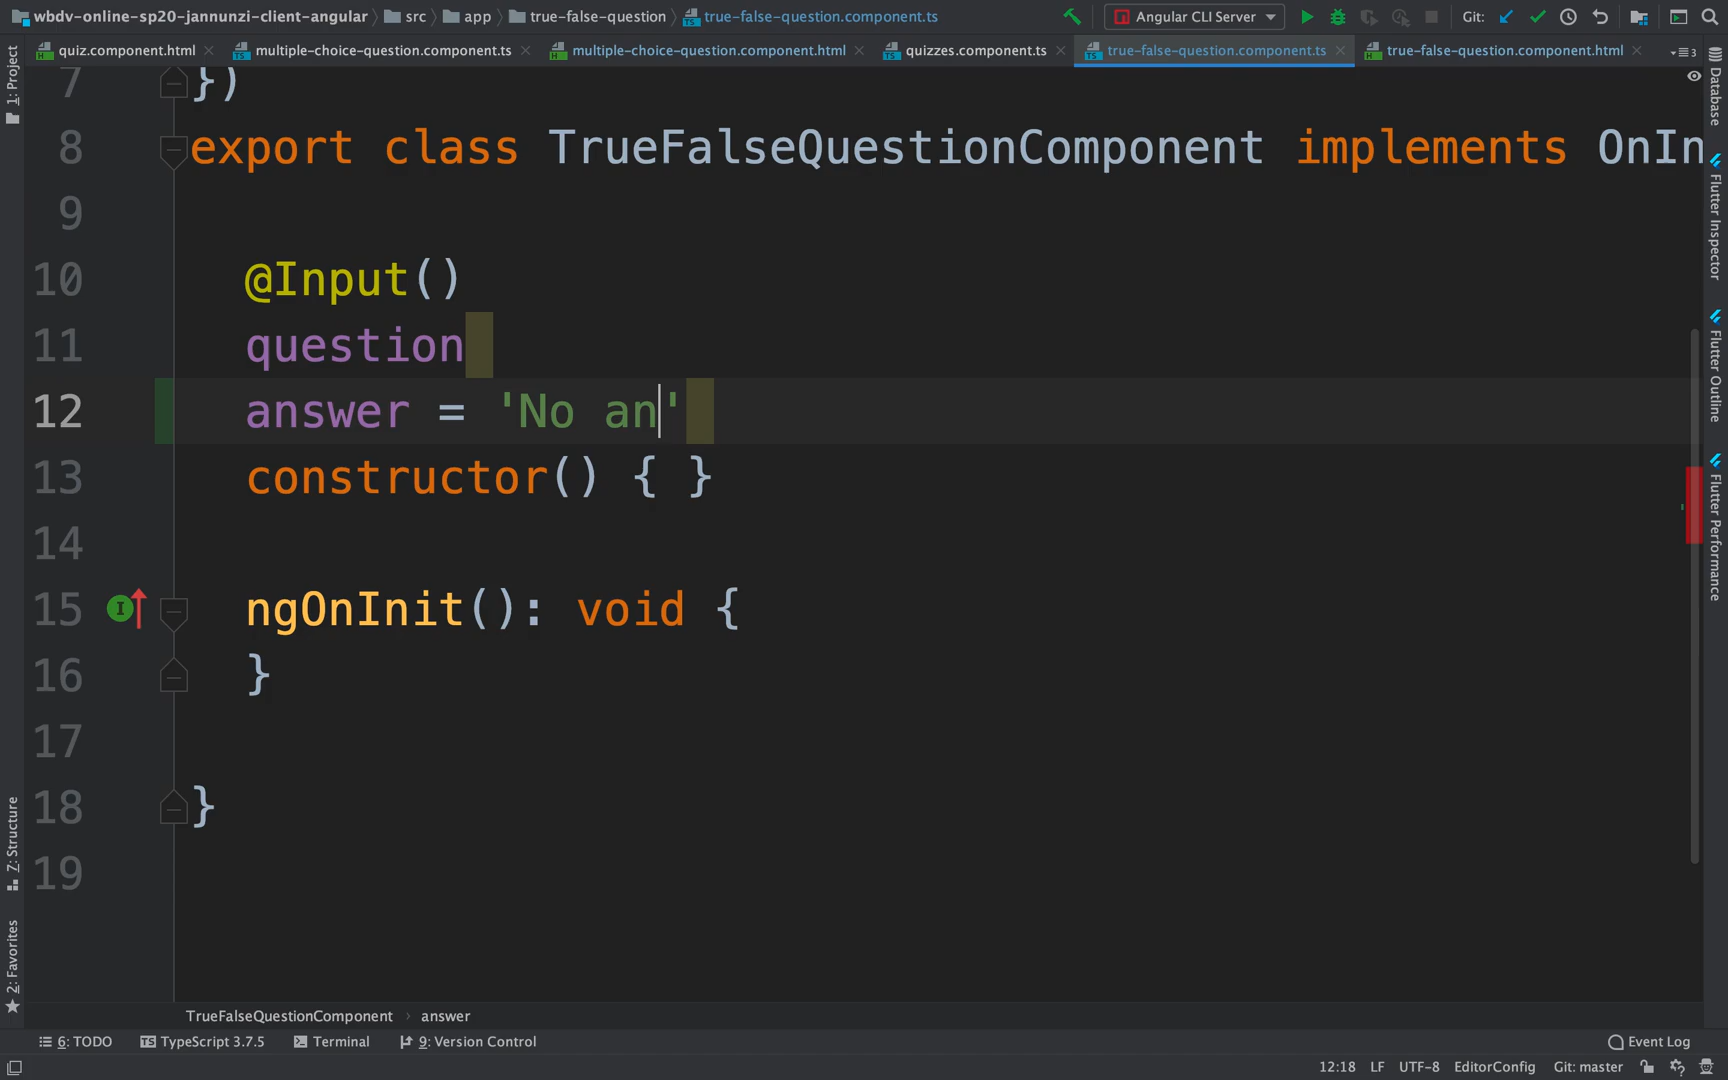 wbdv-online-sp20-jannunzi-client-angular src app true-false-question true-false-question.component.ts Angular CLI Server Git:
quiz.component.html multiple-choice-question.component.ts multiple-choice-question.component.html quizzes.component.ts true-false-question.component.ts true-false-question.component.html 3
1: Project
Z: Structure
2: Favorites
7 })
8 export class TrueFalseQuestionComponent implements OnIn
9
10 @Input()
11 question
12 answer = 'No an'
13 constructor() { }
14
15 ngOnInit(): void {
16 }
17
18 }
19
Database
Flutter Inspector
Flutter Outline
Flutter Performance
TrueFalseQuestionComponent › answer
6: TODO TypeScript 3.7.5 Terminal 9: Version Control Event Log
12:18 LF UTF-8 EditorConfig Git: master